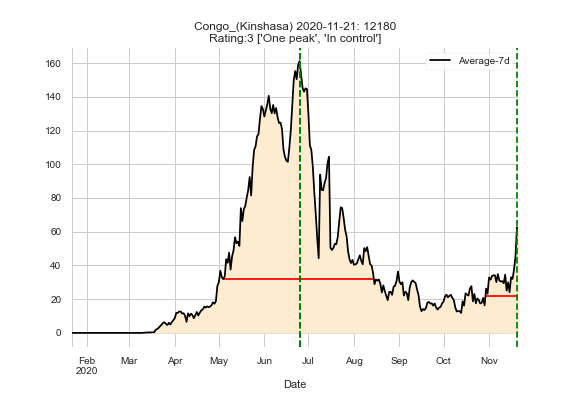 Congo_(Kinshasa) 2020-11-21: 12180
Rating:3 ['One peak', 'In control']
Average-7d
160
140
120
100
80
60
40
20
0
Feb
2020
Mar
Apr
May
Jun
Jul
Aug
Sep
Oct
Nov
Date